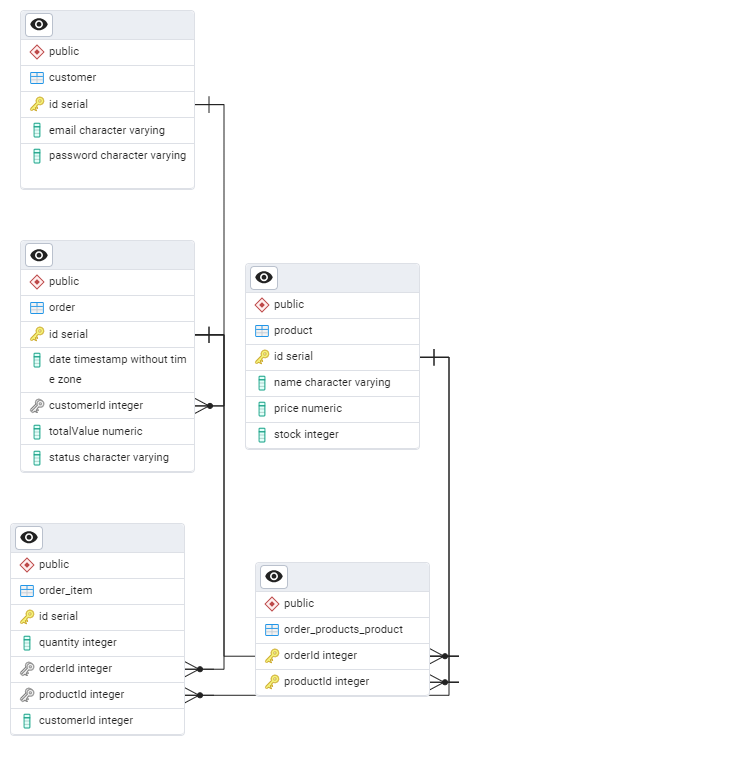 public
customer
id serial
email character varying
password character varying
public
order
id serial
date timestamp without tim
e zone
customerId integer
totalValue numeric
status character varying
public
product
id serial
name character varying
price numeric
stock integer
public
order_item
id serial
quantity integer
orderId integer
productId integer
customerId integer
public
order_products_product
orderId integer
productId integer